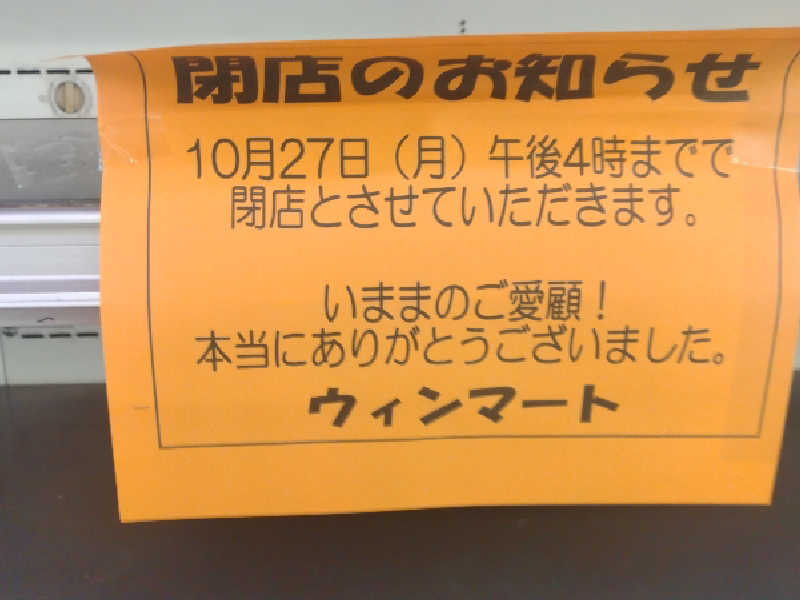 閉店のお知らせ
10月27日（月）午後4時までで
閉店とさせていただきます。
いままのご愛顧！
本当にありがとうございました。
ウィンマート